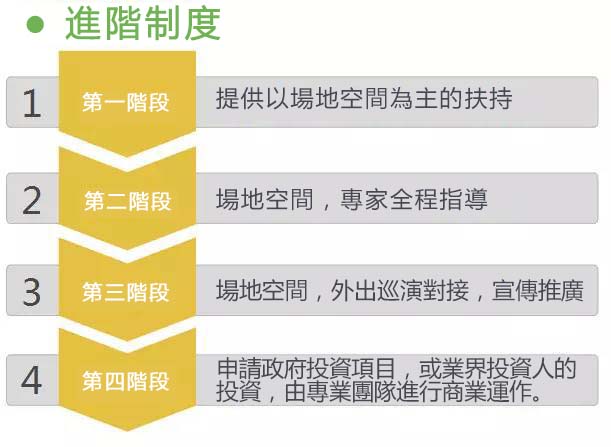 • 進階制度
1 第一階段 提供以場地空間為主的扶持
2 第二階段 場地空間，專家全程指導
3 第三階段 場地空間，外出巡演對接，宣傳推廣
4 第四階段 申請政府投資項目，或業界投資人的
投資，由專業團隊進行商業運作。